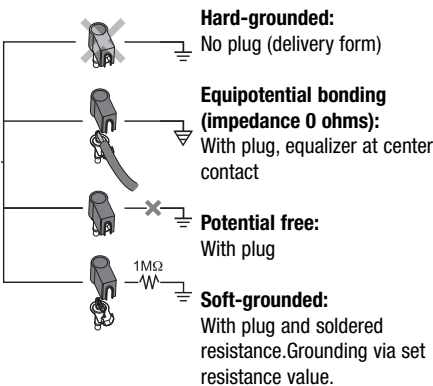 Hard-grounded:
No plug (delivery form)
Equipotential bonding
(impedance 0 ohms):
With plug, equalizer at center
contact
Potential free:
With plug
1MΩ
Soft-grounded:
With plug and soldered
resistance.Grounding via set
resistance value.